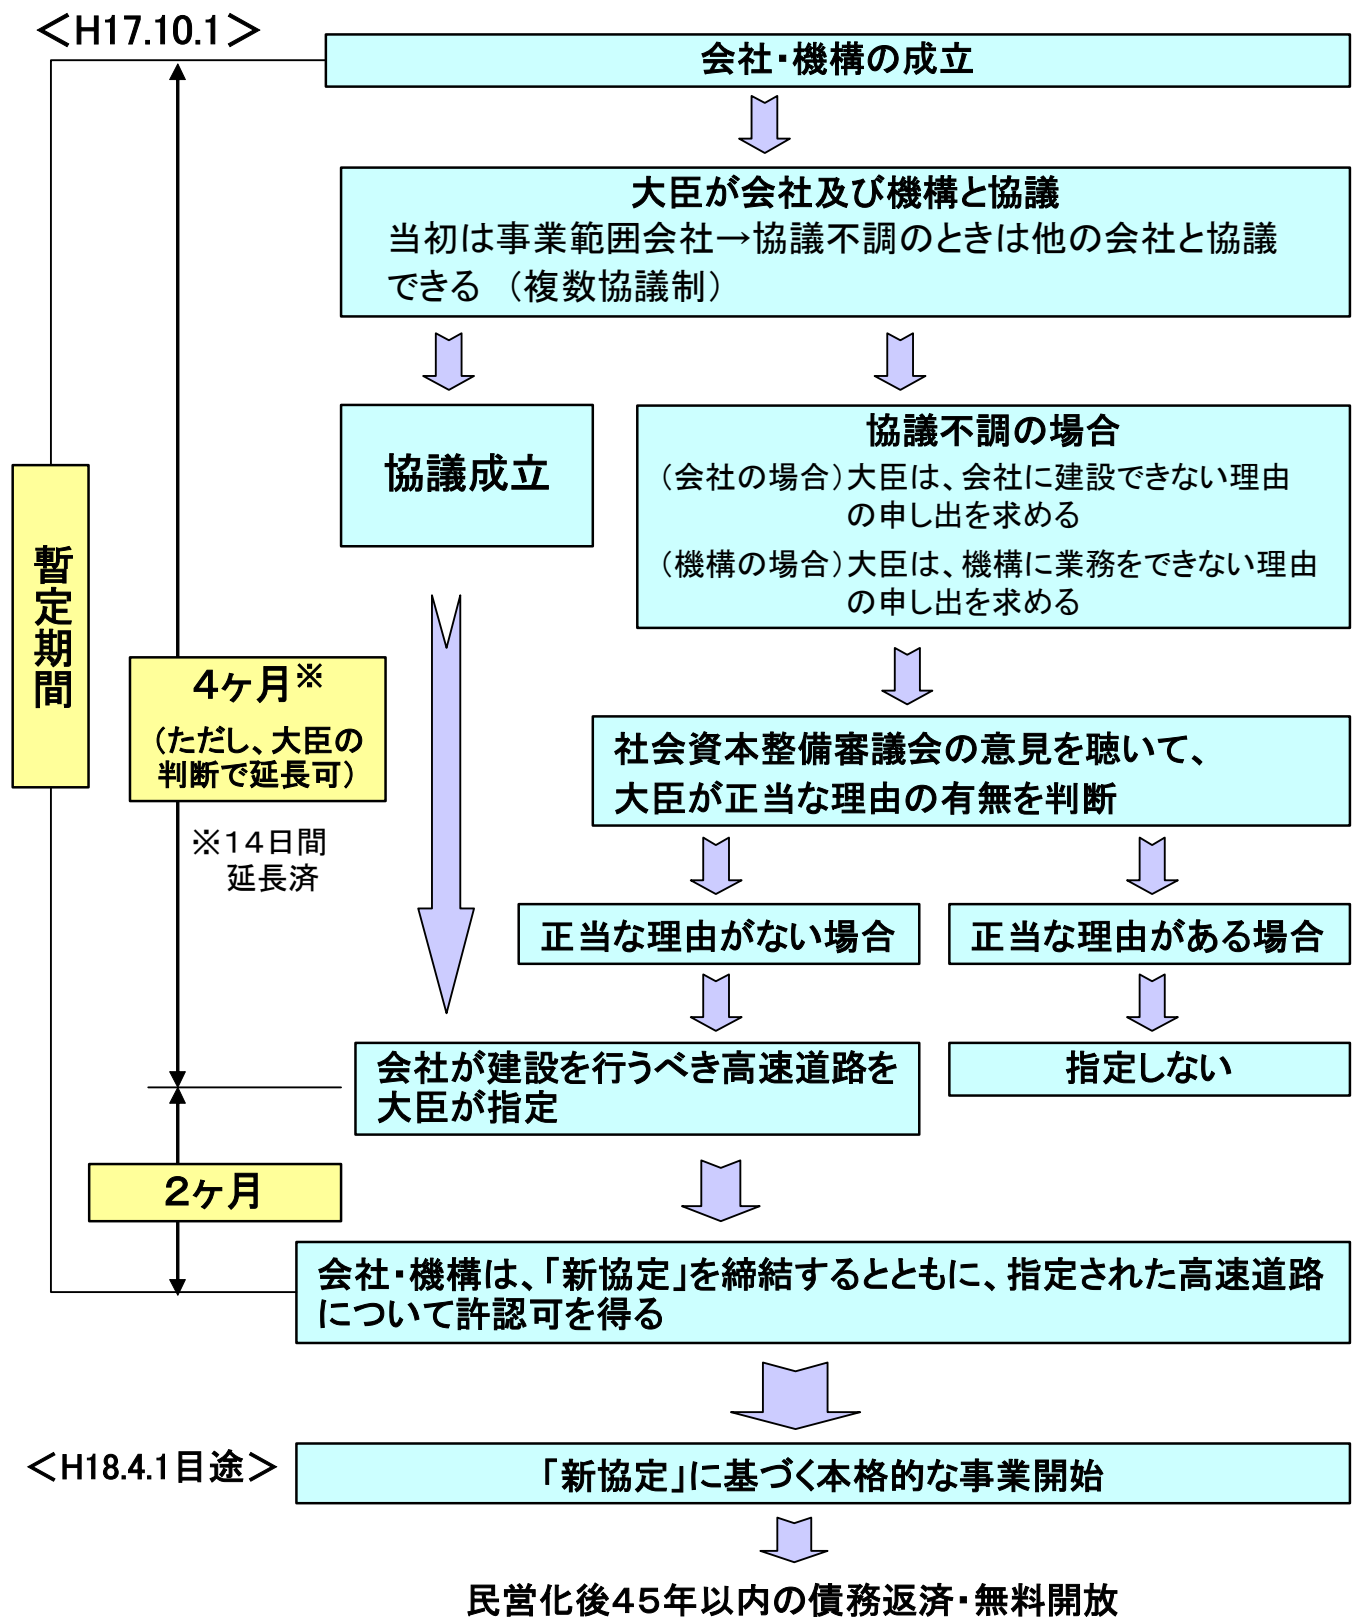 ＜H17.10.1＞
会社・機構の成立
大臣が会社及び機構と協議
当初は事業範囲会社→協議不調のときは他の会社と協議
できる （複数協議制）
協議成立
協議不調の場合
（会社の場合）大臣は、会社に建設できない理由
の申し出を求める
（機構の場合）大臣は、機構に業務をできない理由
の申し出を求める
暫定期間
４ヶ月※
（ただし、大臣の
判断で延長可）
※１４日間
延長済
社会資本整備審議会の意見を聴いて、
大臣が正当な理由の有無を判断
正当な理由がない場合
正当な理由がある場合
会社が建設を行うべき高速道路を
大臣が指定
指定しない
２ヶ月
会社・機構は、「新協定」を締結するとともに、指定された高速道路
について許認可を得る
＜H18.4.1目途＞
「新協定」に基づく本格的な事業開始
民営化後４５年以内の債務返済・無料開放